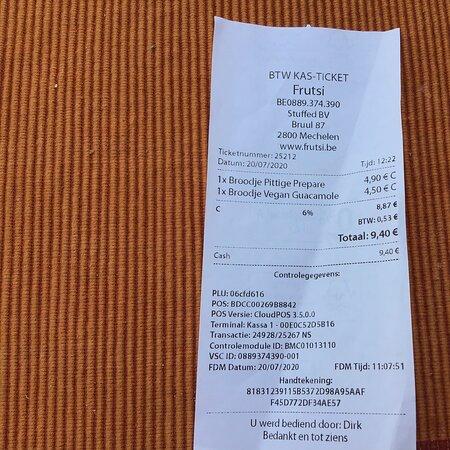 BTW KAS-TICKET
Frutsi
BE0889.374.390
Stuffed BV
Bruul 87
2800 Mechelen
www.frutsi.be
Ticketnummer: 25212
Datum: 20/07/2020 Tijd: 12:22
1x Broodje Pittige Prepare 4,90 € C
1x Broodje Vegan Guacamole 4,50 € C
C 6% 8,87 €
BTW: 0,53 €
Totaal: 9,40 €
Cash 9,40 €
Controlegegevens:
PLU: 06cfd616
POS: BDCC00269B8842
POS Versie: CloudPOS 3.5.0.0
Terminal: Kassa 1 - 00E0C52D5B16
Transactie: 24928/25267 NS
Controlemodule ID: BMC01013110
VSC ID: 0889374390-001
FDM Datum: 20/07/2020 FDM Tijd: 11:07:51
Handtekening:
81831239115B5372D98A95AAF
F45D772DF34AE57
U werd bediend door: Dirk
Bedankt en tot ziens